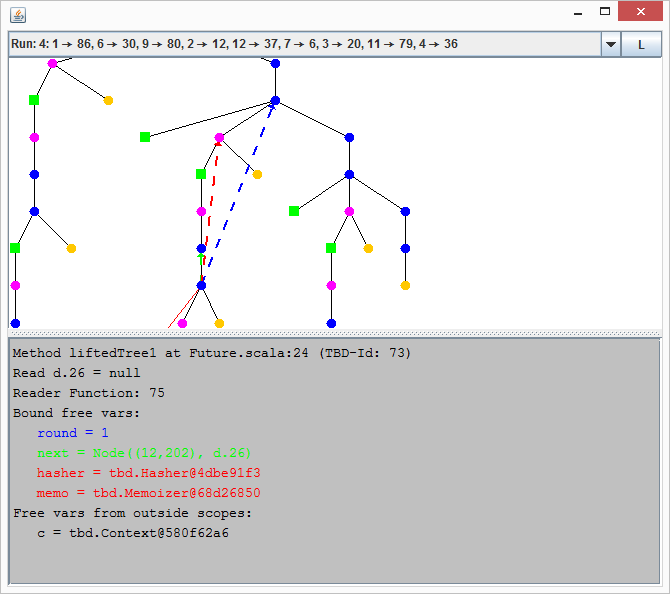 Run: 4: 1 → 86, 6 → 30, 9 → 80, 2 → 12, 12 → 37, 7 → 6, 3 → 20, 11 → 79, 4 → 36
L
Method liftedTree1 at Future.scala:24 (TBD-Id: 73)
Read d.26 = null
Reader Function: 75
Bound free vars:
round = 1
next = Node((12,202), d.26)
hasher = tbd.Hasher@4dbe91f3
memo = tbd.Memoizer@68d26850
Free vars from outside scopes:
c = tbd.Context@580f62a6